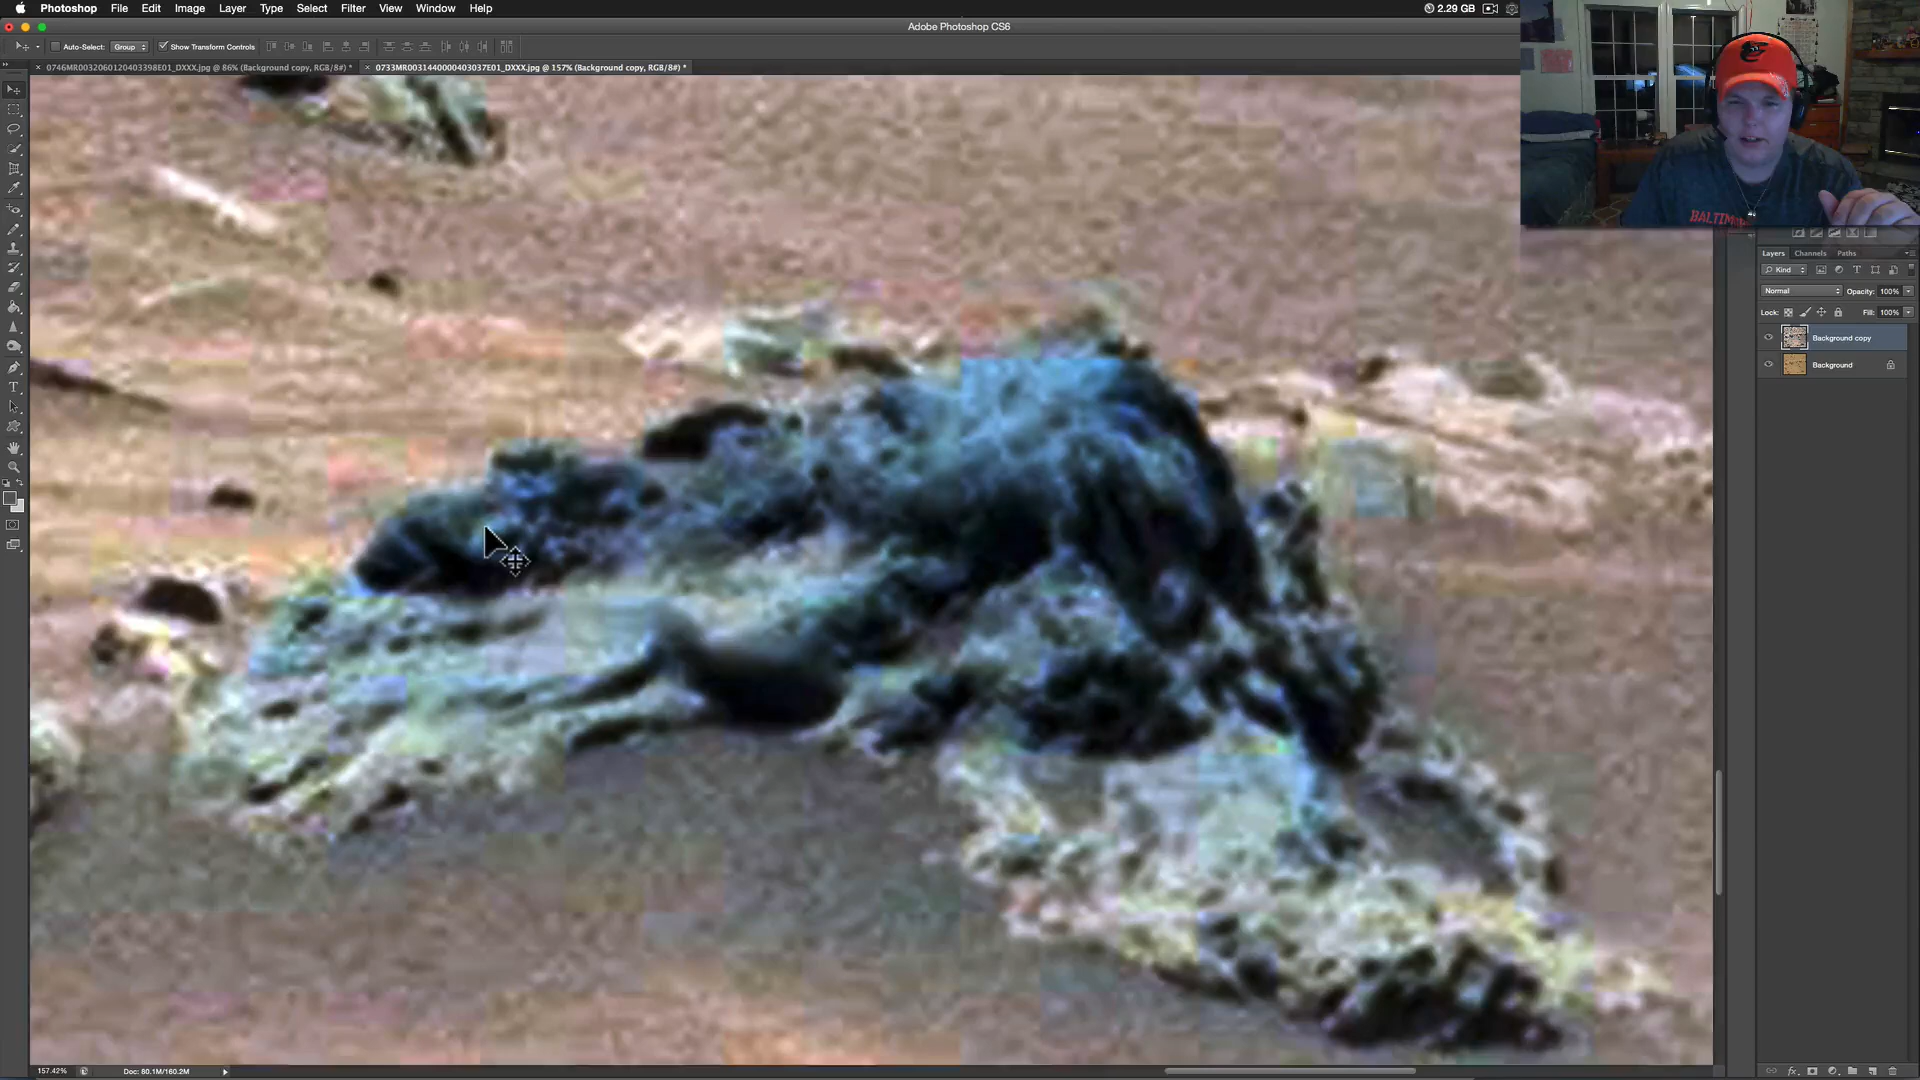 Photoshop File Edit Image Layer Type Select Filter View Window Help 2.29 GB
Adobe Photoshop CS6
Auto-Select: Group Show Transform Controls
0746MR0032060120403398E01_DXXX.jpg @ 86% (Background copy, RGB/8#) * 0733MR0031440000403037E01_DXXX.jpg @ 157% (Background copy, RGB/8#) *
Layers Channels Paths
Kind
Normal Opacity: 100%
Lock: Fill: 100%
Background copy
Background
157.42% Doc: 80.1M/160.2M